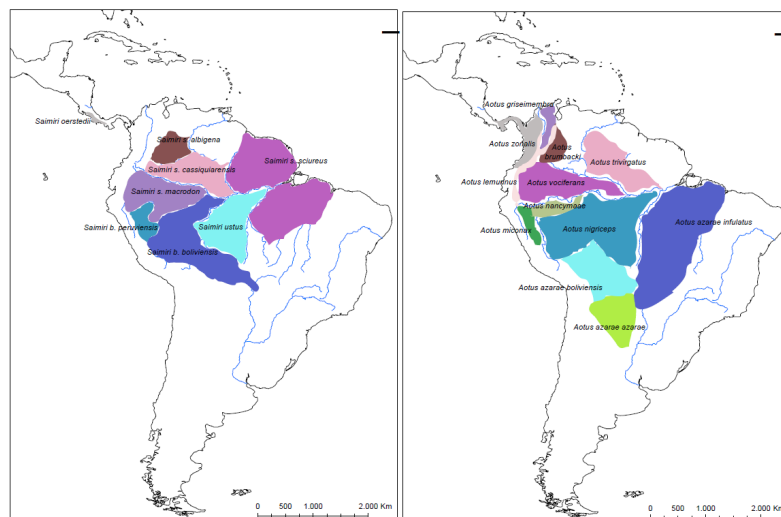 Saimiri oerstedii
Saimiri s. albigena
Saimiri s. sciureus
Saimiri s. cassiquiarensis
Saimiri s. macrodon
Saimiri b. peruviensis
Saimiri ustus
Saimiri b. boliviensis
0 500 1.000 2.000 Km
Aotus griseimembra
Aotus zonalis
Aotus
brumbacki
Aotus trivirgatus
Aotus lemurinus
Aotus vociferans
Aotus nancymaae
Aotus azarae infulatus
Aotus miconax
Aotus nigriceps
Aotus azarae boliviensis
Aotus azarae azarae
0 500 1.000 2.000 Km